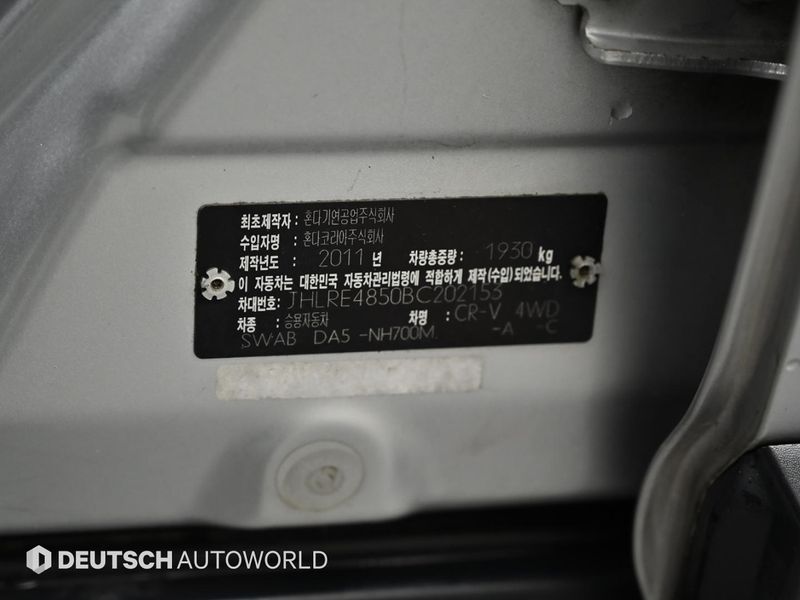 최초제작자 : 혼다기연공업주식회사
수입자명 : 혼다코리아주식회사
제작년도 : 2011 년 차량총중량 : 1930 kg
이 자동차는 대한민국 자동차관리법령에 적합하게 제작(수입)되었습니다.
차대번호: JHLRE4850BC202153
차종 : 승용자동차 차명 : CR-V 4WD
SWAB DA5 -NH700M -A -C
DEUTSCH AUTOWORLD